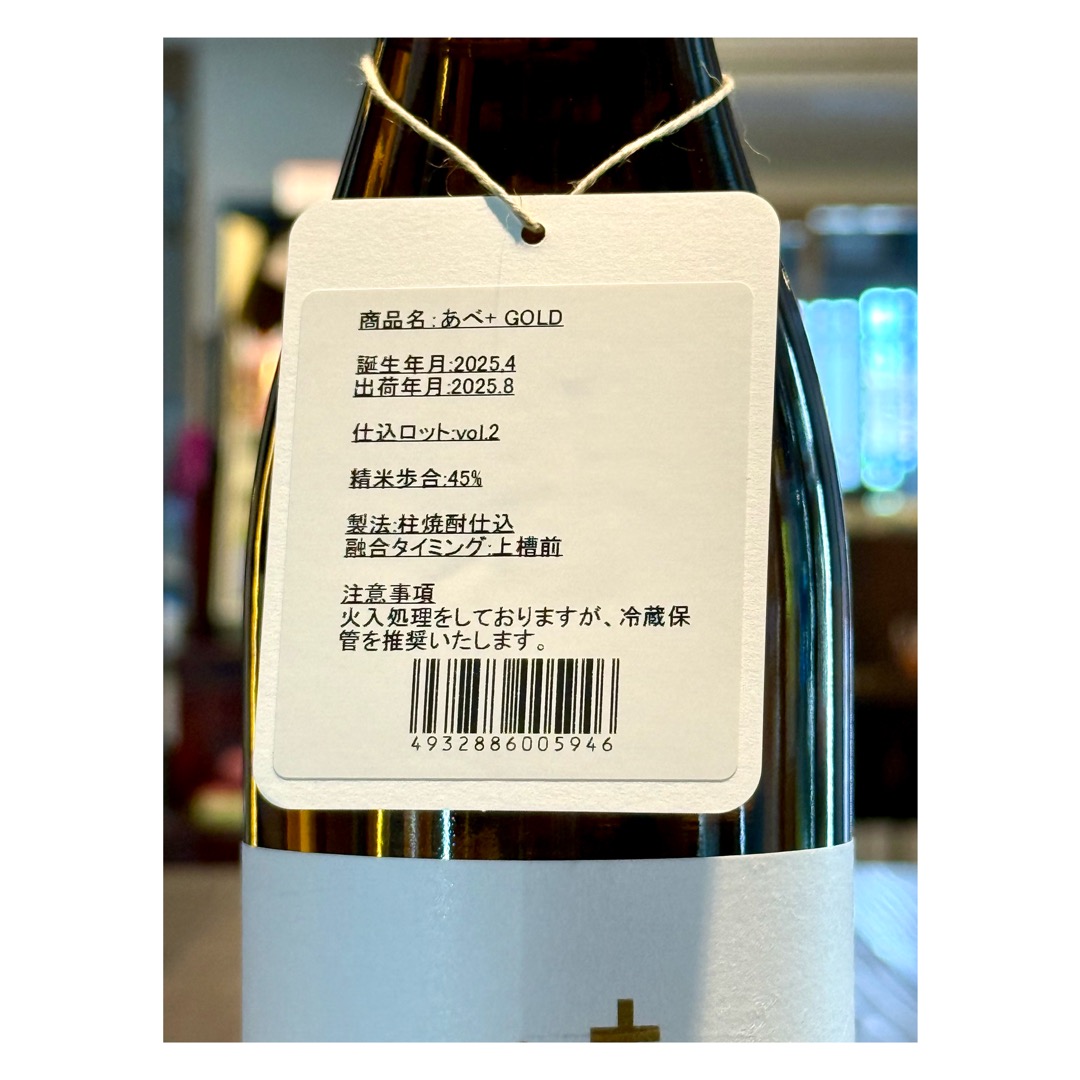 商品名:あべ+ GOLD
誕生年月:2025.4
出荷年月:2025.8
仕込ロット:vol.2
精米歩合:45%
製法:柱焼酎仕込
融合タイミング:上槽前
注意事項
火入処理をしておりますが、冷蔵保
管を推奨いたします。
4932886005946